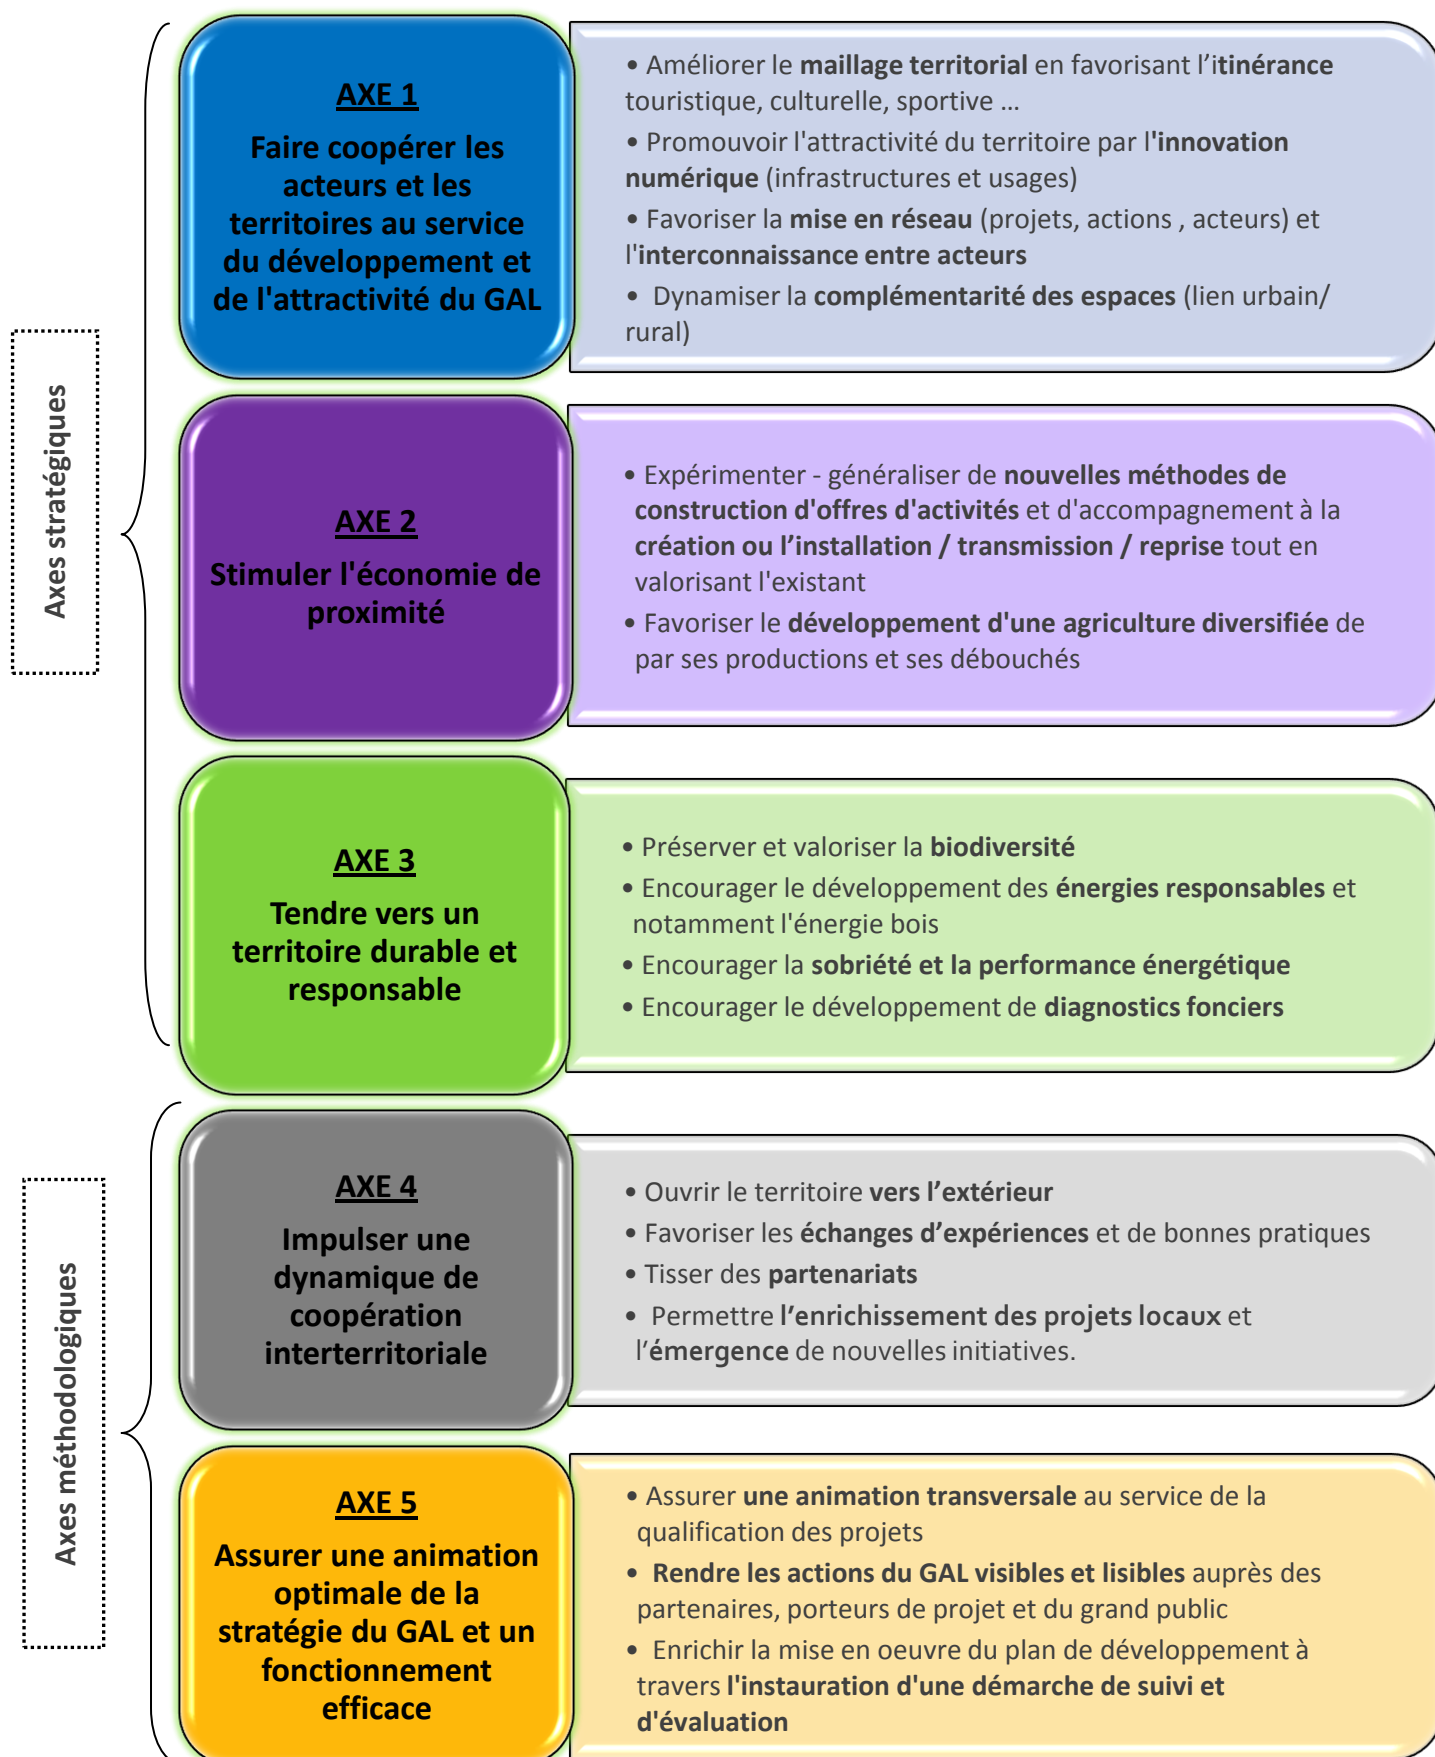 Axes stratégiques
AXE 1
Faire coopérer les
acteurs et les
territoires au service
du développement et
de l'attractivité du GAL
• Améliorer le maillage territorial en favorisant l’itinérance
touristique, culturelle, sportive …
• Promouvoir l'attractivité du territoire par l'innovation
numérique (infrastructures et usages)
• Favoriser la mise en réseau (projets, actions , acteurs) et
l'interconnaissance entre acteurs
• Dynamiser la complémentarité des espaces (lien urbain/
rural)
AXE 2
Stimuler l'économie de
proximité
• Expérimenter - généraliser de nouvelles méthodes de
construction d'offres d'activités et d'accompagnement à la
création ou l’installation / transmission / reprise tout en
valorisant l'existant
• Favoriser le développement d'une agriculture diversifiée de
par ses productions et ses débouchés
AXE 3
Tendre vers un
territoire durable et
responsable
• Préserver et valoriser la biodiversité
• Encourager le développement des énergies responsables et
notamment l'énergie bois
• Encourager la sobriété et la performance énergétique
• Encourager le développement de diagnostics fonciers
Axes méthodologiques
AXE 4
Impulser une
dynamique de
coopération
interterritoriale
• Ouvrir le territoire vers l’extérieur
• Favoriser les échanges d’expériences et de bonnes pratiques
• Tisser des partenariats
• Permettre l’enrichissement des projets locaux et
l’émergence de nouvelles initiatives.
AXE 5
Assurer une animation
optimale de la
stratégie du GAL et un
fonctionnement
efficace
• Assurer une animation transversale au service de la
qualification des projets
• Rendre les actions du GAL visibles et lisibles auprès des
partenaires, porteurs de projet et du grand public
• Enrichir la mise en oeuvre du plan de développement à
travers l'instauration d'une démarche de suivi et
d'évaluation